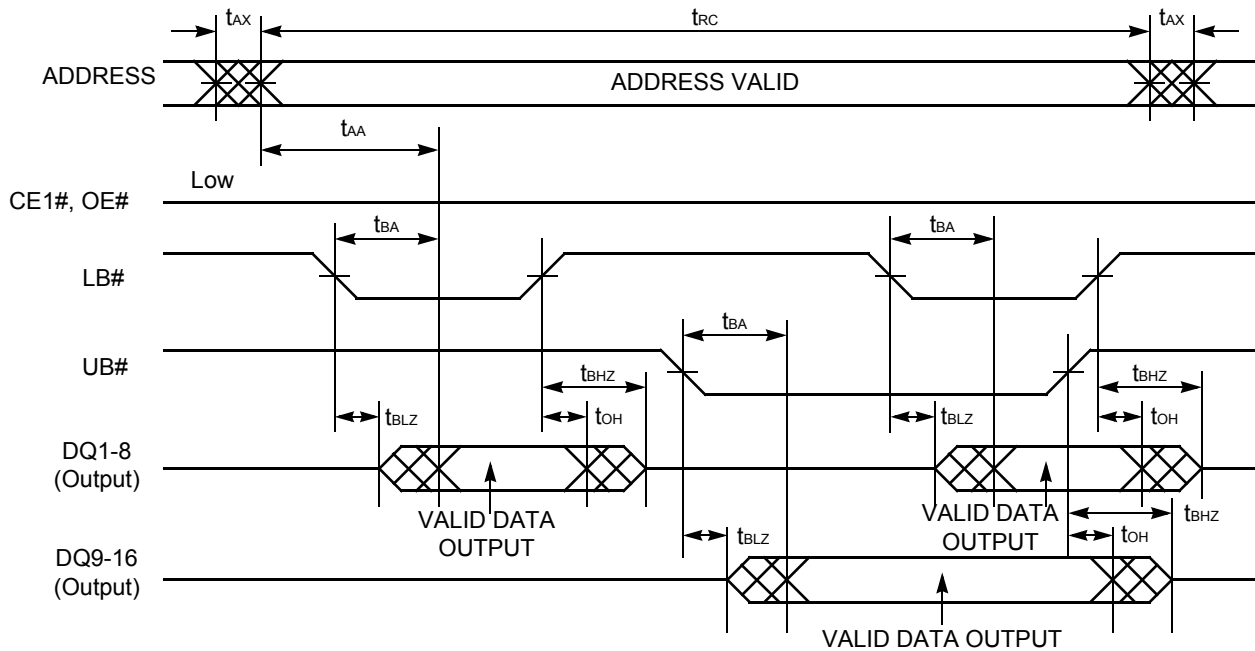 tAX
tRC
tAX
ADDRESS
ADDRESS VALID
tAA
Low
CE1#, OE#
tBA
tBA
LB#
tBA
UB#
tBHZ
tBHZ
tBLZ
tOH
tBLZ
tOH
DQ1-8
(Output)
VALID DATA
OUTPUT
VALID DATA
OUTPUT
tBHZ
tBLZ
tOH
DQ9-16
(Output)
VALID DATA OUTPUT